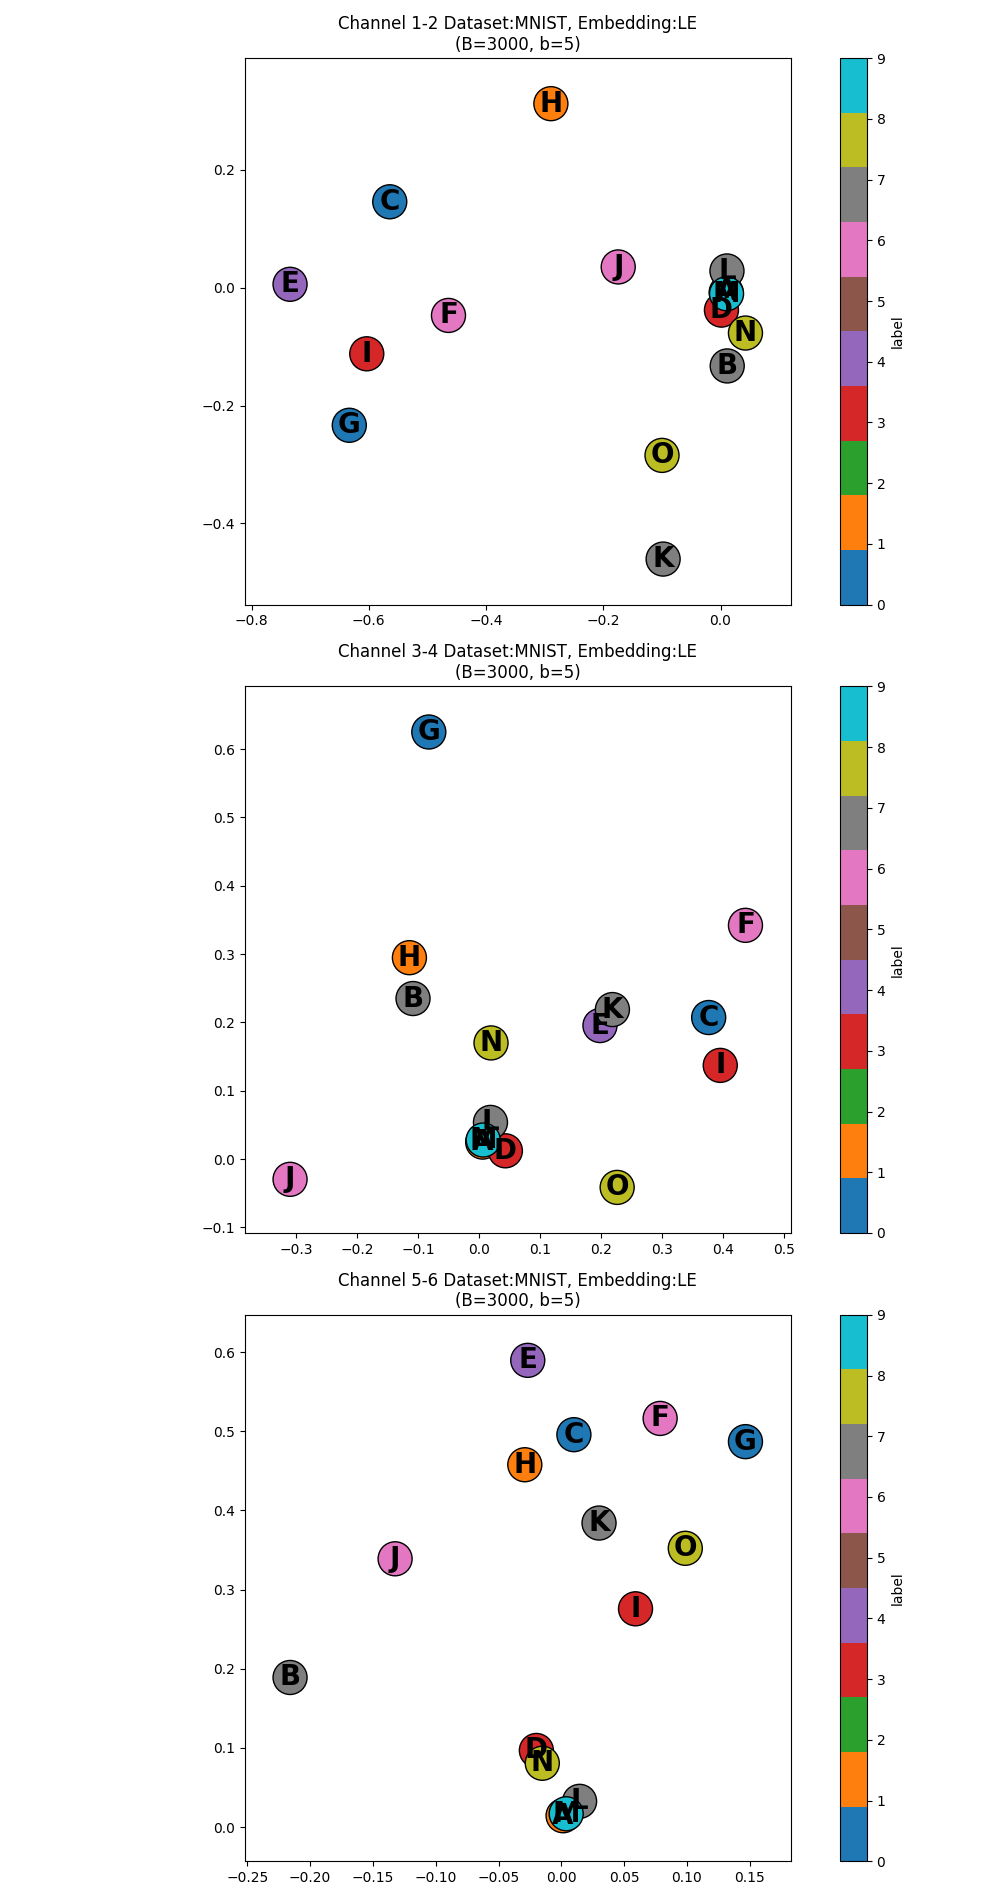 Channel 1-2 Dataset:MNIST, Embedding:LE
(B=3000, b=5)
H
C
E
J
L
A
M
F
D
N
I
B
G
O
K
0.2
0.0
−0.2
−0.4
−0.8
−0.6
−0.4
−0.2
0.0
9
8
7
6
5
4
3
2
1
0
label
Channel 3-4 Dataset:MNIST, Embedding:LE
(B=3000, b=5)
G
F
H
B
K
E
C
N
I
L
A
M
D
J
O
0.6
0.5
0.4
0.3
0.2
0.1
0.0
−0.1
−0.3
−0.2
−0.1
0.0
0.1
0.2
0.3
0.4
0.5
9
8
7
6
5
4
3
2
1
0
label
Channel 5-6 Dataset:MNIST, Embedding:LE
(B=3000, b=5)
E
F
C
G
H
K
O
J
I
B
D
N
L
M
A
0.6
0.5
0.4
0.3
0.2
0.1
0.0
−0.25
−0.20
−0.15
−0.10
−0.05
0.00
0.05
0.10
0.15
9
8
7
6
5
4
3
2
1
0
label